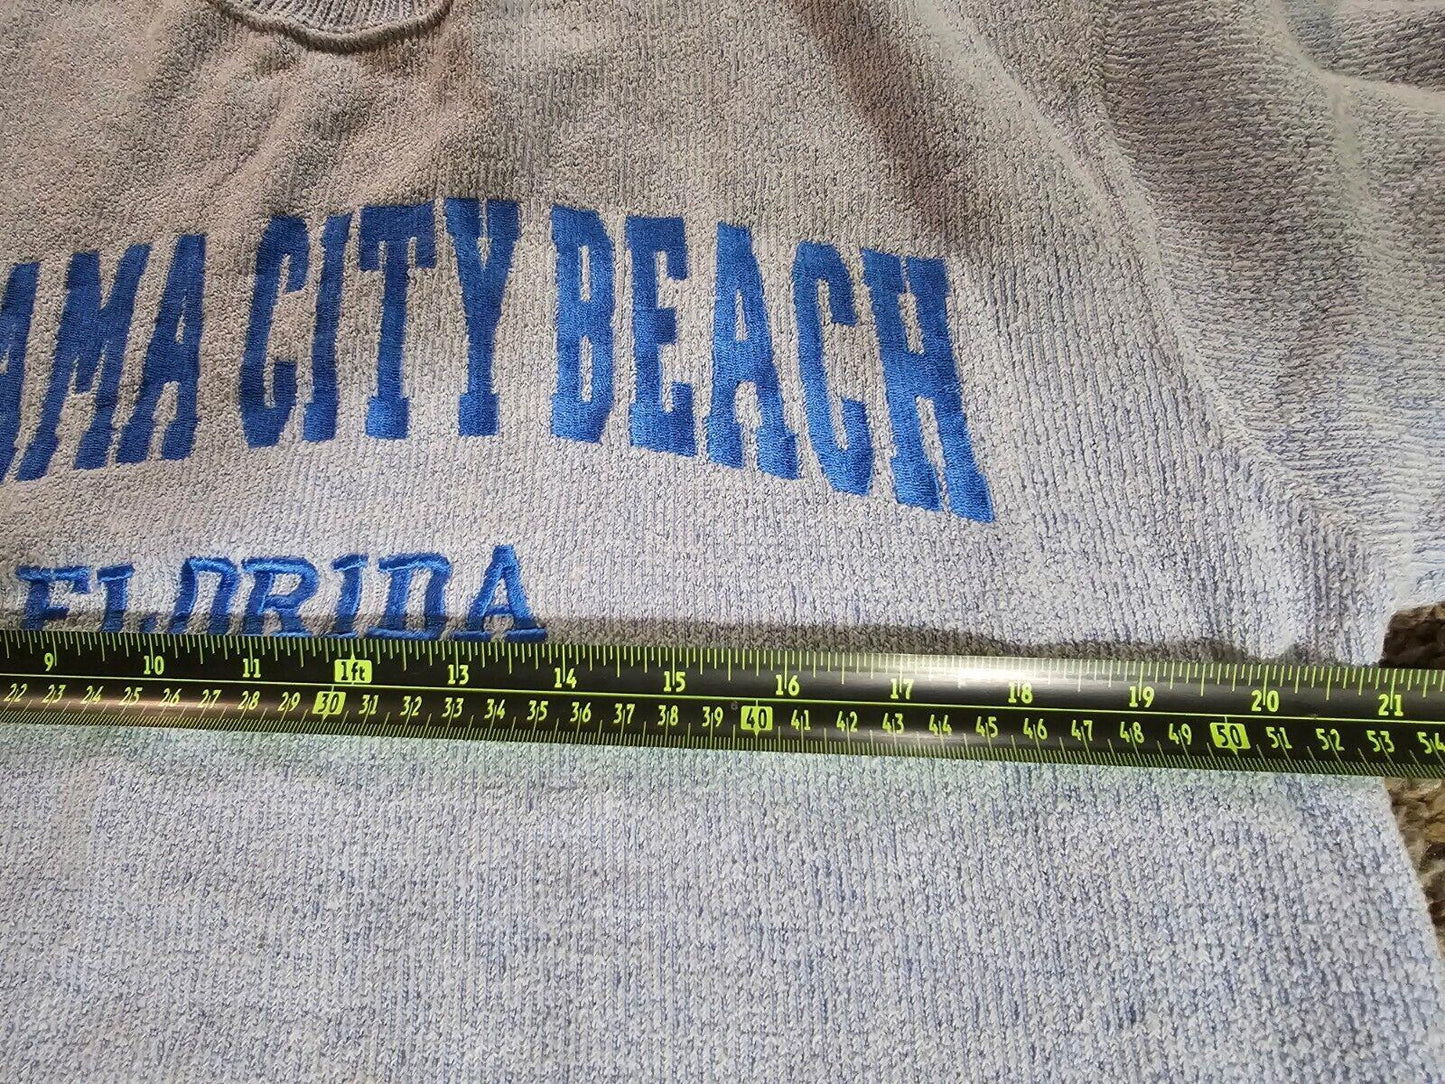 AMA CITY BEACH
FLORIDA
9 10 11 1ft 13 14 15 16 17 18 19 20 21
22 23 24 25 26 27 28 29 30 31 32 33 34 35 36 37 38 39 40 41 42 43 44 45 46 47 48 49 50 51 52 53 54